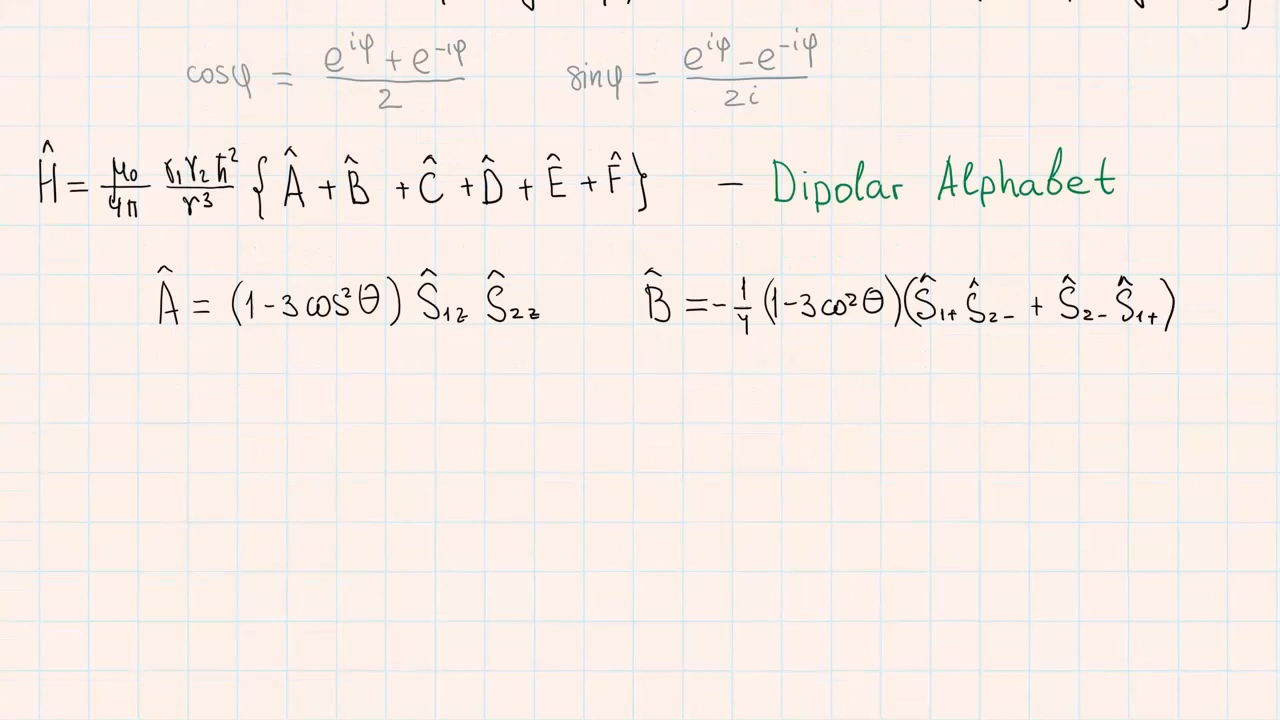 cosφ = (e^{iφ} + e^{-iφ})/2    sinφ = (e^{iφ} - e^{-iφ})/2i
Ĥ = μ₀/4π γ₁γ₂ħ²/r³ { Â + B̂ + Ĉ + D̂ + Ê + F̂ } – Dipolar Alphabet
Â = (1-3cos²θ) Ŝ₁z Ŝ₂z    B̂ = -1/4 (1-3co²θ)(Ŝ₁₊ Ŝ₂₋ + Ŝ₂₋ Ŝ₁₊)